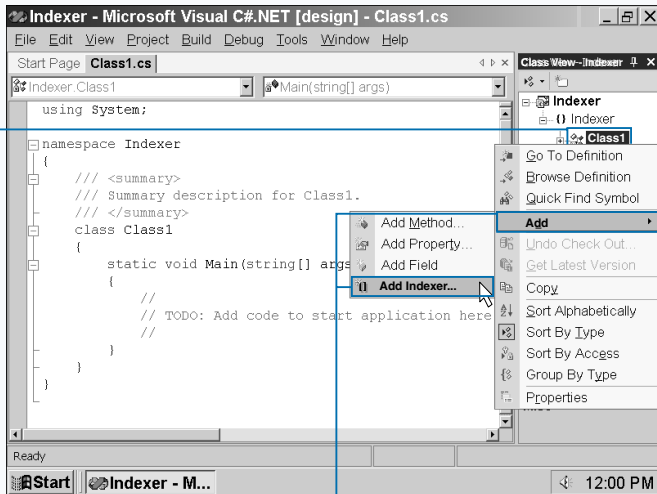 Indexer - Microsoft Visual C#.NET [design] - Class1.cs
File Edit View Project Build Debug Tools Window Help
Start Page Class1.cs
Class View - Indexer
Indexer.Class1 Main(string[] args)
Indexer
{} Indexer
Class1
using System;
namespace Indexer
{
/// <summary>
/// Summary description for Class1.
/// </summary>
class Class1
{
static void Main(string[] args
{
//
// TODO: Add code to start application here
//
}
}
}
Go To Definition
Browse Definition
Quick Find Symbol
Add
Undo Check Out...
Get Latest Version
Copy
Sort Alphabetically
Sort By Type
Sort By Access
Group By Type
Properties
Add Method...
Add Property...
Add Field
Add Indexer...
Ready
Start Indexer - M... 12:00 PM